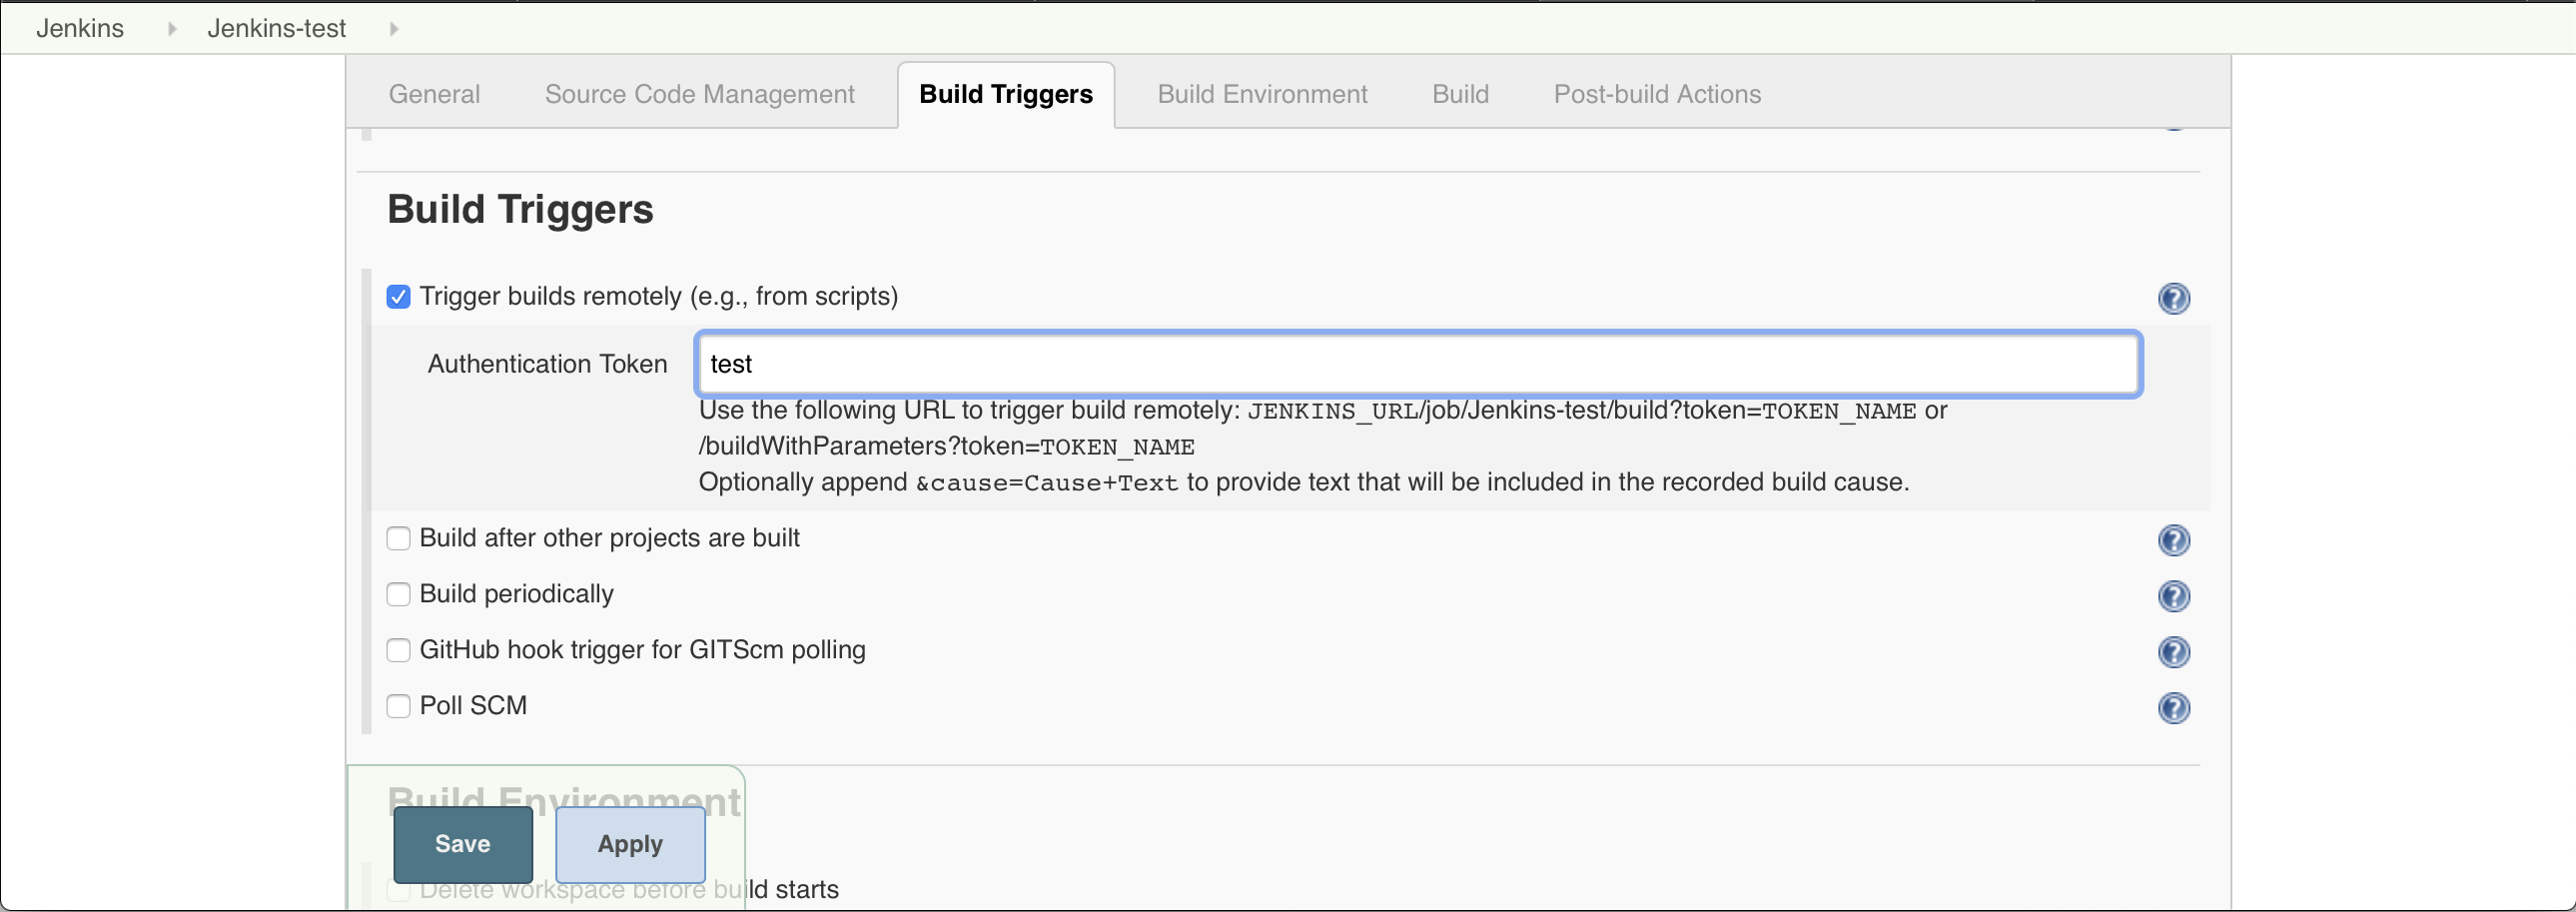 Jenkins Jenkins-test
General Source Code Management Build Triggers Build Environment Build Post-build Actions
Build Triggers
Trigger builds remotely (e.g., from scripts)
Authentication Token test
Use the following URL to trigger build remotely: JENKINS_URL/job/Jenkins-test/build?token=TOKEN_NAME or
/buildWithParameters?token=TOKEN_NAME
Optionally append &cause=Cause+Text to provide text that will be included in the recorded build cause.
Build after other projects are built
Build periodically
GitHub hook trigger for GITScm polling
Poll SCM
Build Environment
Save Apply
Delete workspace before build starts